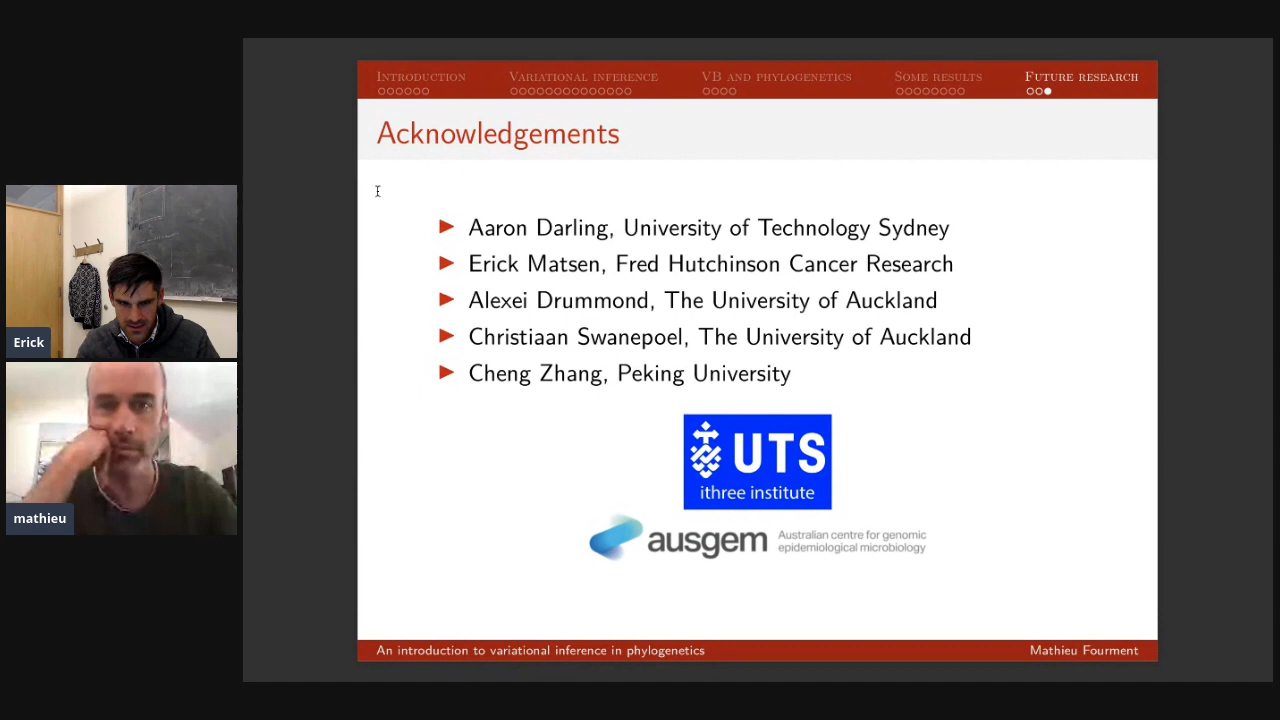 Introduction
Variational inference
VB and phylogenetics
Some results
Future research
Acknowledgements
Aaron Darling, University of Technology Sydney
Erick Matsen, Fred Hutchinson Cancer Research
Alexei Drummond, The University of Auckland
Christiaan Swanepoel, The University of Auckland
Cheng Zhang, Peking University
UTS
ithree institute
ausgem
Australian centre for genomic
epidemiological microbiology
An introduction to variational inference in phylogenetics
Mathieu Fourment
Erick
mathieu